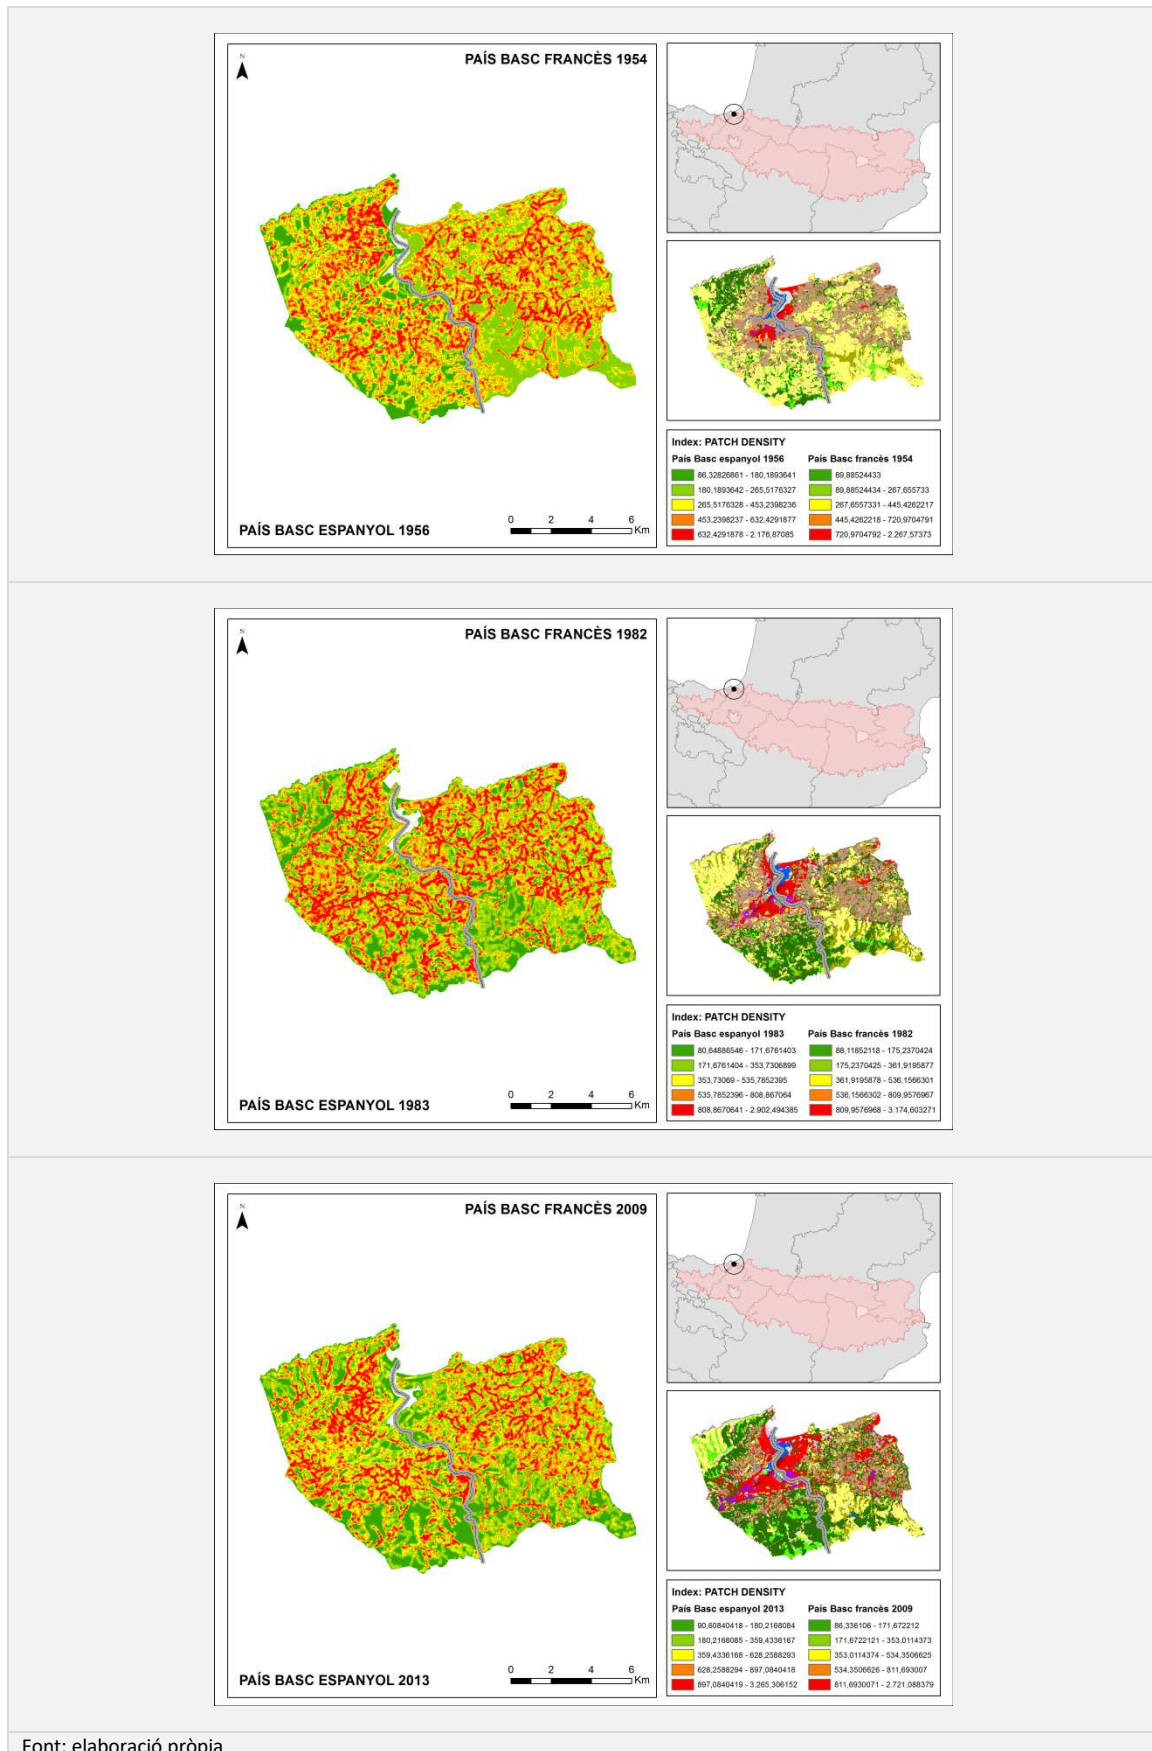 N
PAÍS BASC FRANCÈS 1954
PAÍS BASC ESPANYOL 1956
0 2 4 6
Km
Index: PATCH DENSITY
País Basc espanyol 1956 País Basc francès 1954
86,32826861 - 180,1893641 89,88524433
180,1893642 - 265,5176327 89,88524434 - 267,655733
265,5176328 - 453,2398236 267,6557331 - 445,4262217
453,2398237 - 632,4291877 445,4262218 - 720,9704791
632,4291878 - 2.176,87085 720,9704792 - 2.267,57373
N
PAÍS BASC FRANCÈS 1982
PAÍS BASC ESPANYOL 1983
0 2 4 6
Km
Index: PATCH DENSITY
País Basc espanyol 1983 País Basc francès 1982
80,64886546 - 171,6761403 88,11852118 - 175,2370424
171,6761404 - 353,7306899 175,2370425 - 361,9195877
353,73069 - 535,7852395 361,9195878 - 536,1566301
535,7852396 - 808,867064 536,1566302 - 809,9576967
808,8670641 - 2.902,494385 809,9576968 - 3.174,603271
N
PAÍS BASC FRANCÈS 2009
PAÍS BASC ESPANYOL 2013
0 2 4 6
Km
Index: PATCH DENSITY
País Basc espanyol 2013 País Basc francès 2009
90,60840418 - 180,2168084 86,336106 - 171,672212
180,2168085 - 359,4336167 171,6722121 - 353,0114373
359,4336168 - 628,2588293 353,0114374 - 534,3506625
628,2588294 - 897,0840418 534,3506626 - 811,693007
897,0840419 - 3.265,306152 811,6930071 - 2.721,088379
Font: elaboració pròpia